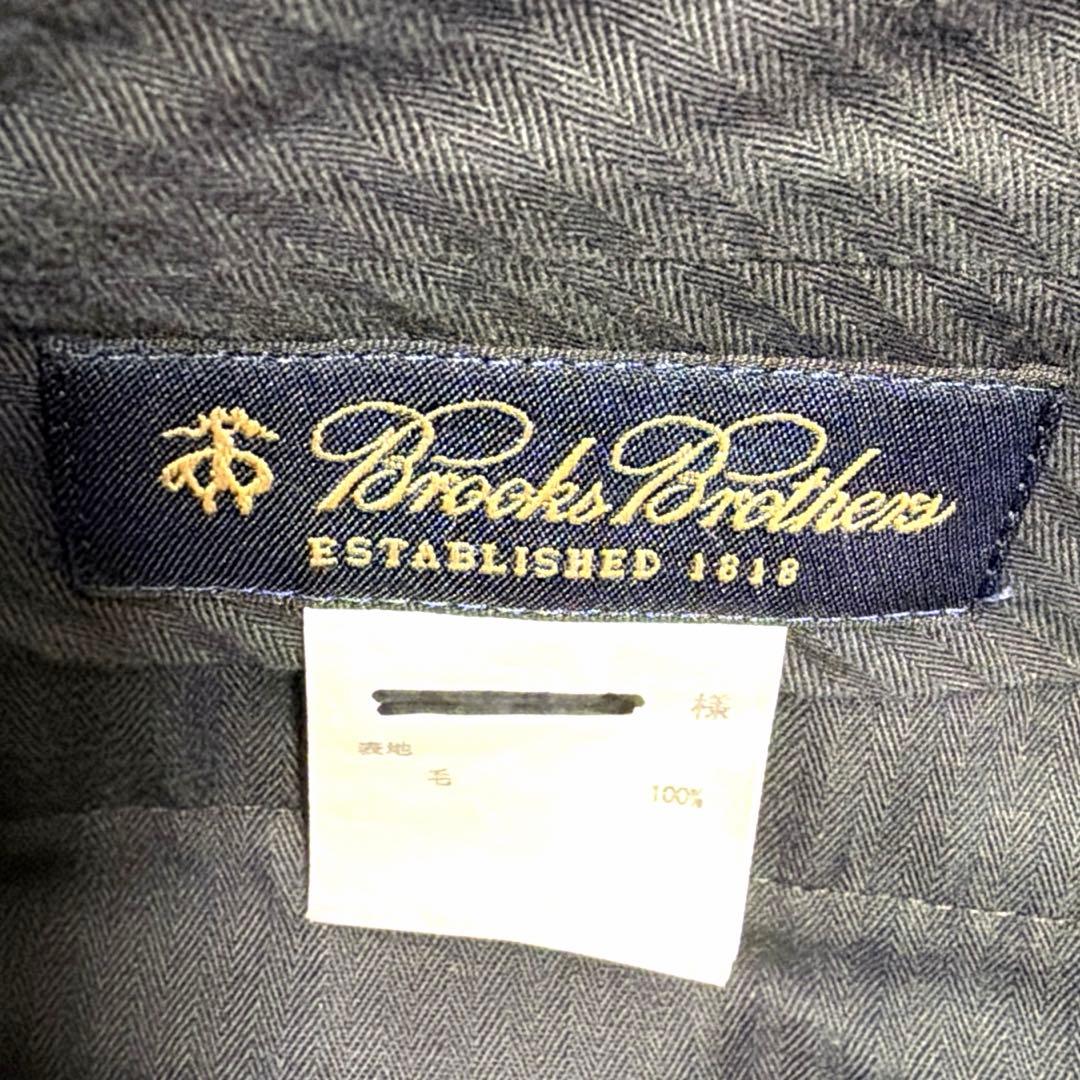 Brooks Brothers
ESTABLISHED 1818
様
表地
毛 100%